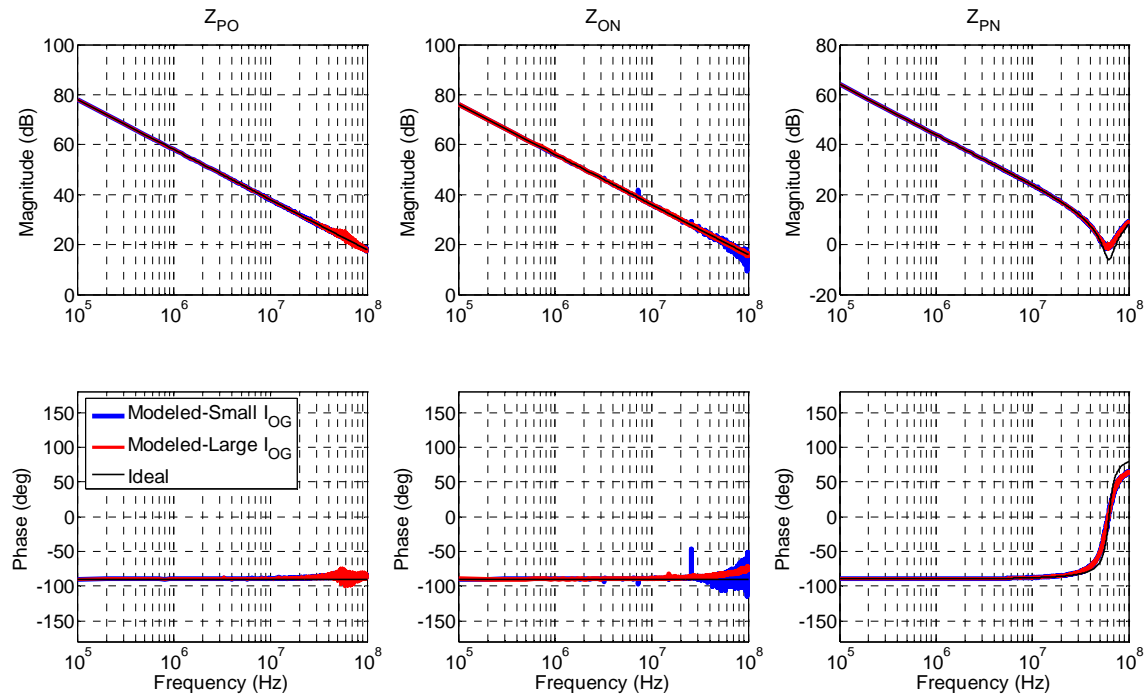 Z_PO
Z_ON
Z_PN
Magnitude (dB)
100
80
60
40
20
0
10^5 10^6 10^7 10^8
Magnitude (dB)
100
80
60
40
20
0
10^5 10^6 10^7 10^8
Magnitude (dB)
80
60
40
20
0
-20
10^5 10^6 10^7 10^8
Phase (deg)
150
100
50
0
-50
-100
-150
10^5 10^6 10^7 10^8
Frequency (Hz)
Modeled-Small I_OG
Modeled-Large I_OG
Ideal
Phase (deg)
150
100
50
0
-50
-100
-150
10^5 10^6 10^7 10^8
Frequency (Hz)
Phase (deg)
150
100
50
0
-50
-100
-150
10^5 10^6 10^7 10^8
Frequency (Hz)